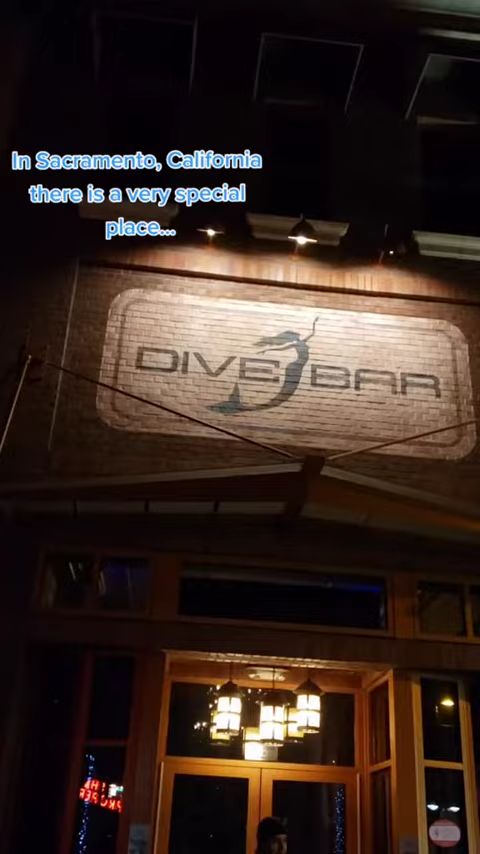 In Sacramento, California
there is a very special
place...
DIVE BAR